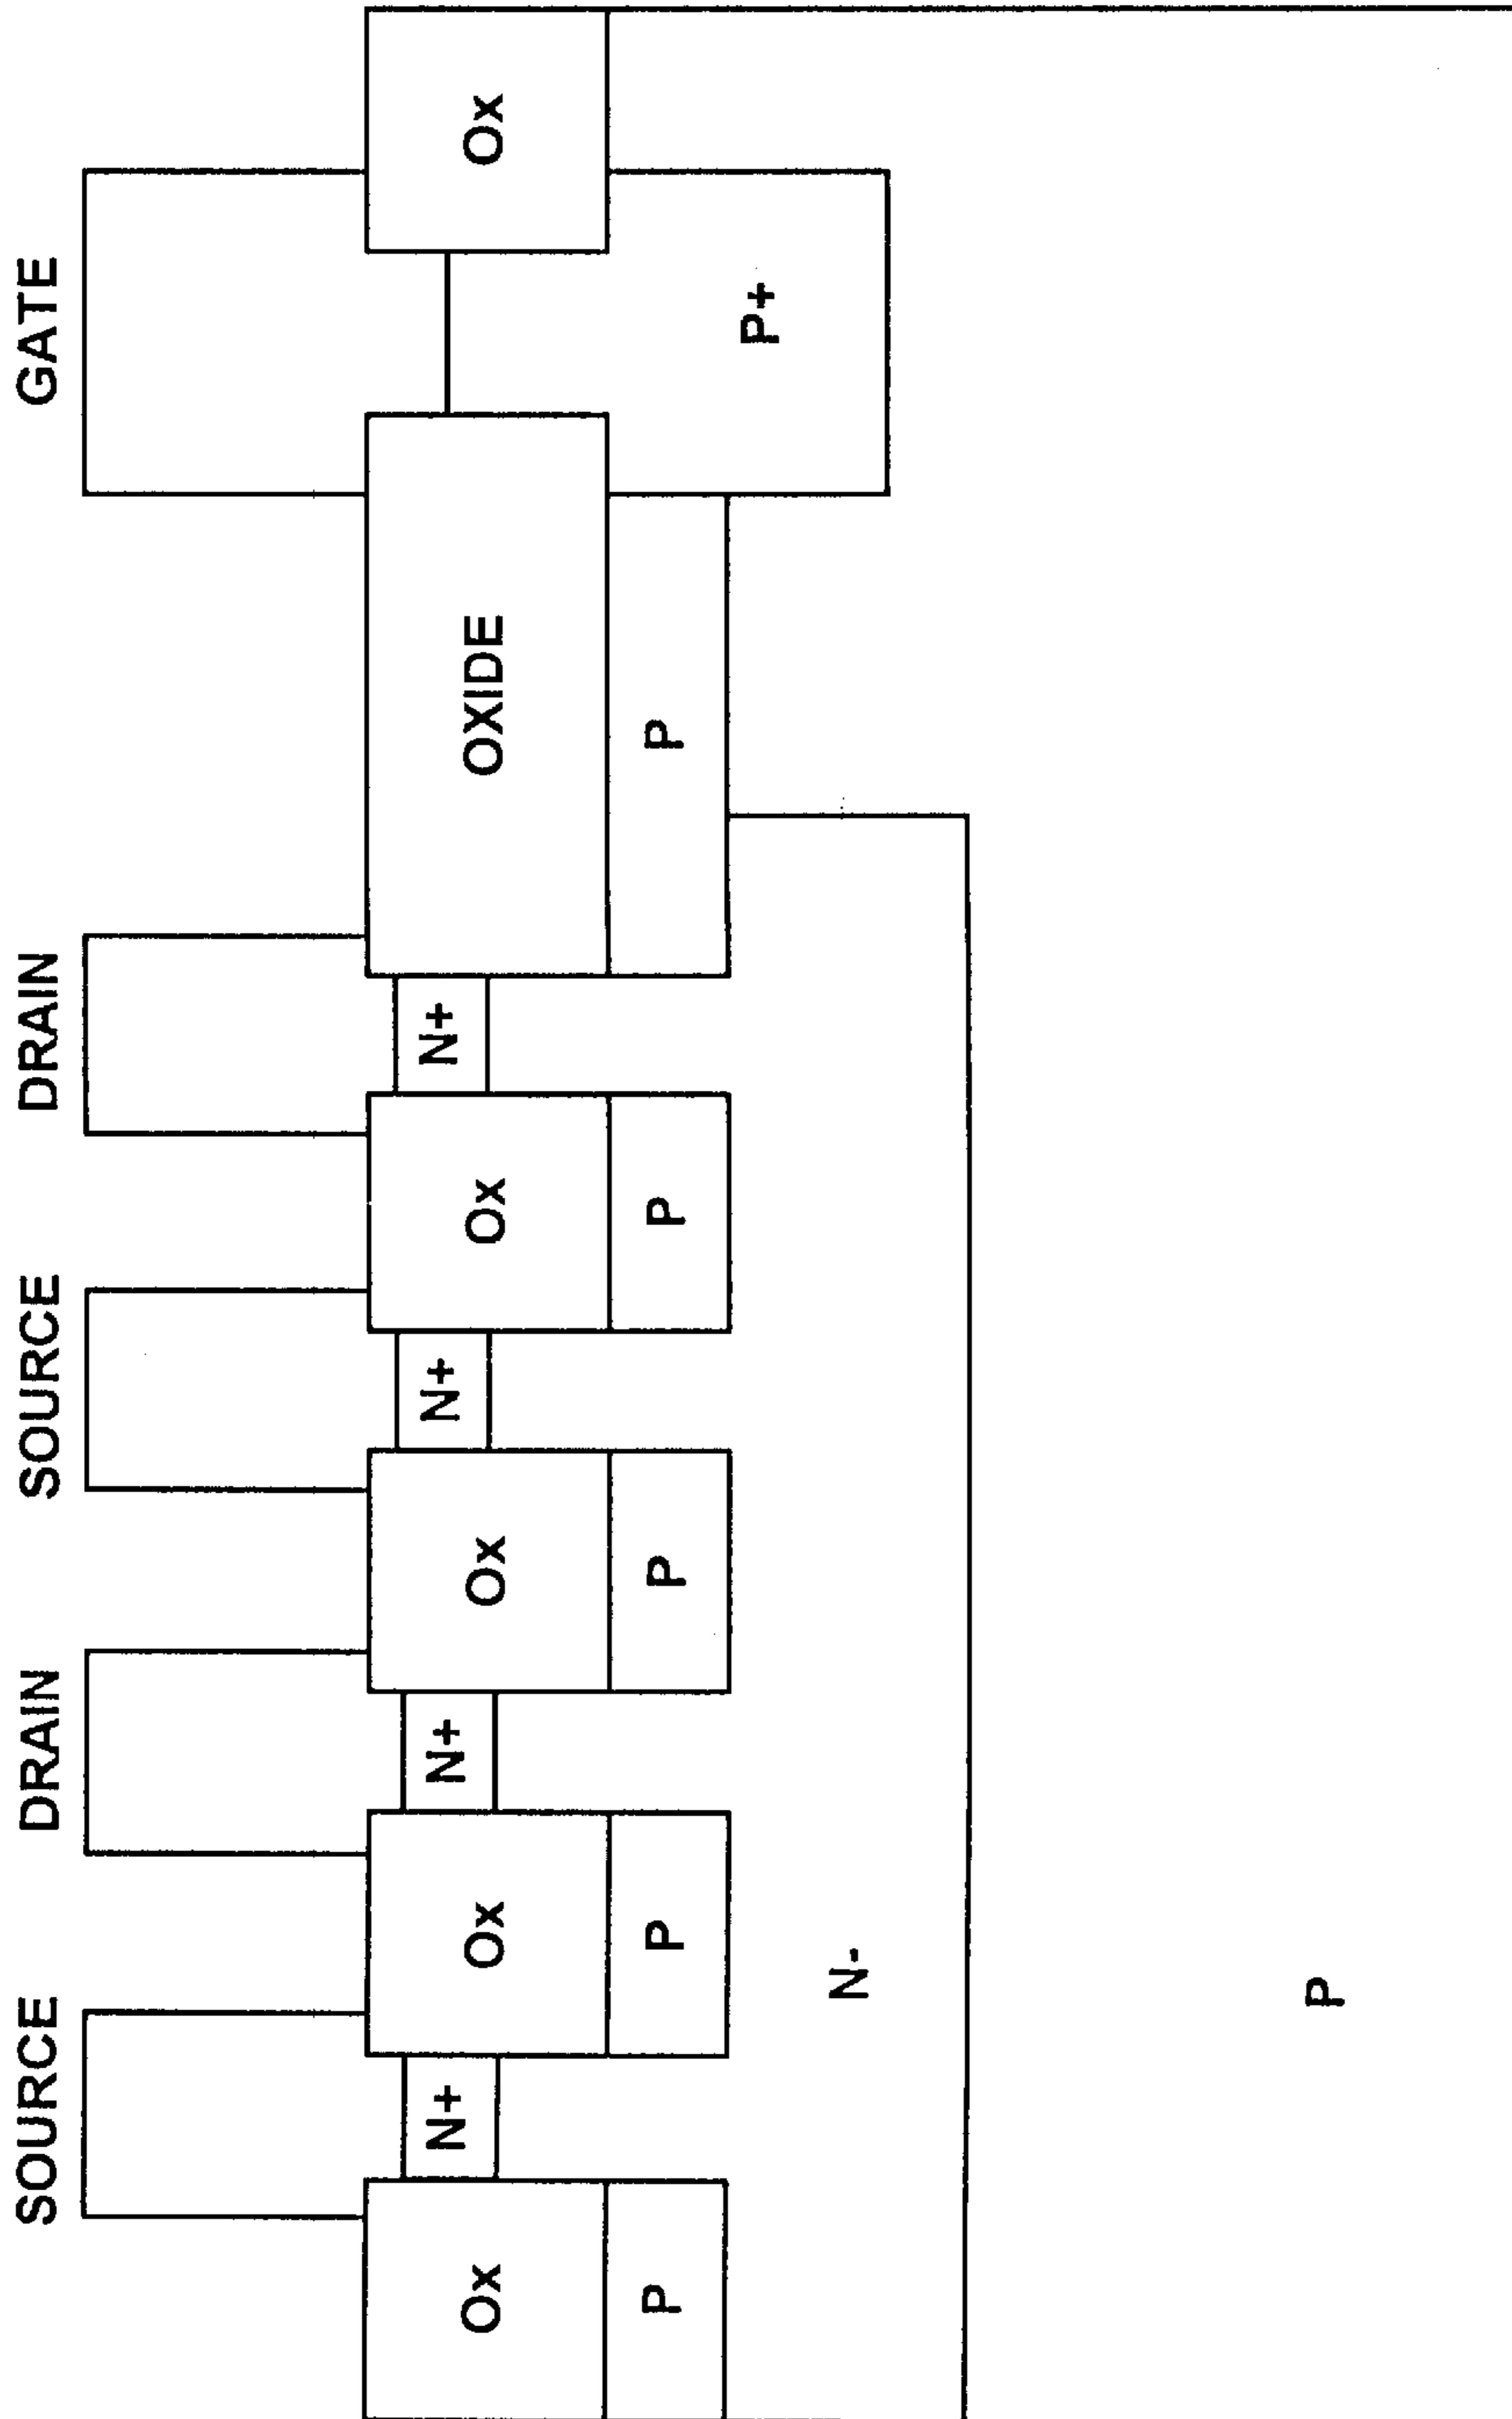 SOURCE DRAIN SOURCE DRAIN GATE
N+ N+ N+ N+
Ox Ox Ox Ox OXIDE Ox
P P P P P
P+
N-
P